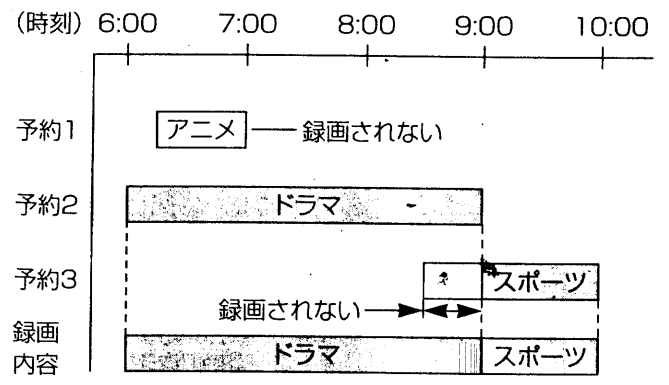 (時刻) 6:00 7:00 8:00 9:00 10:00
予約1 アニメ 録画されない
予約2 ドラマ
予約3 スポーツ
録画されない
録画
内容 ドラマ スポーツ